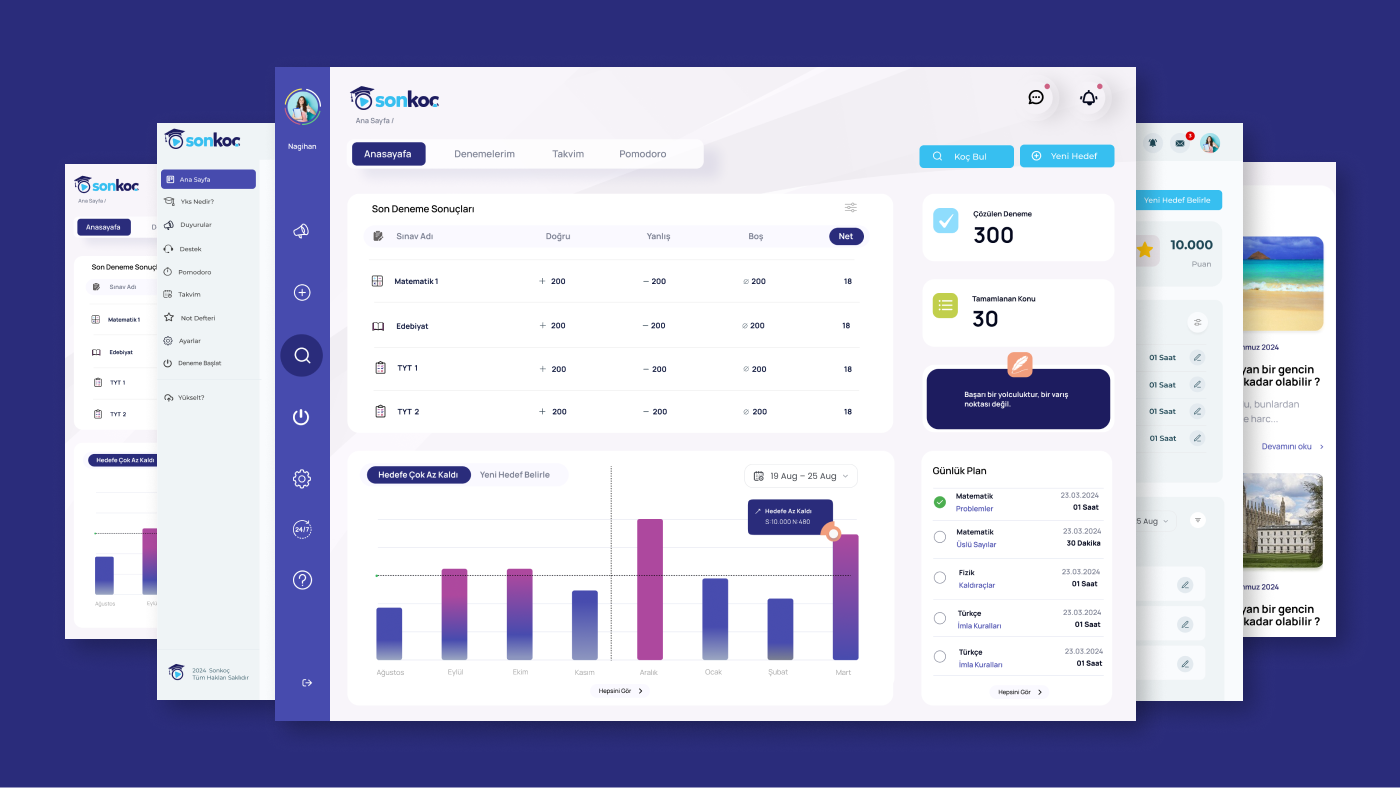 sonkoc
Ana Sayfa /
Nagihan
Anasayafa
Denemelerim
Takvim
Pomodoro
Koç Bul
Yeni Hedef
24/7
Son Deneme Sonuçları
Sınav Adı Doğru Yanlış Boş Net
Matematik 1 + 200 – 200 ⌀ 200 18
Edebiyat + 200 – 200 ⌀ 200 18
TYT 1 + 200 – 200 ⌀ 200 18
TYT 2 + 200 – 200 ⌀ 200 18
Çözülen Deneme
300
Tamamlanan Konu
30
Başarı bir yolculuktur, bir varış
noktası değil.
Hedefe Çok Az Kaldı
Yeni Hedef Belirle
19 Aug – 25 Aug
Hedefe Az Kaldı
S:10.000 N:480
Ağustos Eylül Ekim Kasım Aralık Ocak Şubat Mart
Hepsini Gör
Günlük Plan
Matematik 23.03.2024
Problemler 01 Saat
Matematik 23.03.2024
Üslü Sayılar 30 Dakika
Fizik 23.03.2024
Kaldıraçlar 01 Saat
Türkçe 23.03.2024
İmla Kuralları 01 Saat
Türkçe 23.03.2024
İmla Kuralları 01 Saat
Hepsini Gör
sonkoc
Ana Sayfa
Yks Nedir?
Duyurular
Destek
Pomodoro
Takvim
Not Defteri
Ayarlar
Deneme Başlat
Yükselt?
2024 Sonkoç
Tüm Hakları Saklıdır
sonkoc
Ana Sayfa /
Anasayafa
D
Son Deneme Sonuç
Sınav Adı
Matematik 1
Edebiyat
TYT 1
TYT 2
Hedefe Çok Az Kaldı
Ağustos Eylü
3
Yeni Hedef Belirle
10.000
Puan
01 Saat
01 Saat
01 Saat
01 Saat
5 Aug
mmuz 2024
yan bir gencin
kadar olabilir ?
u, bunlardan
e harc...
Devamını oku
mmuz 2024
yan bir gencin
kadar olabilir ?